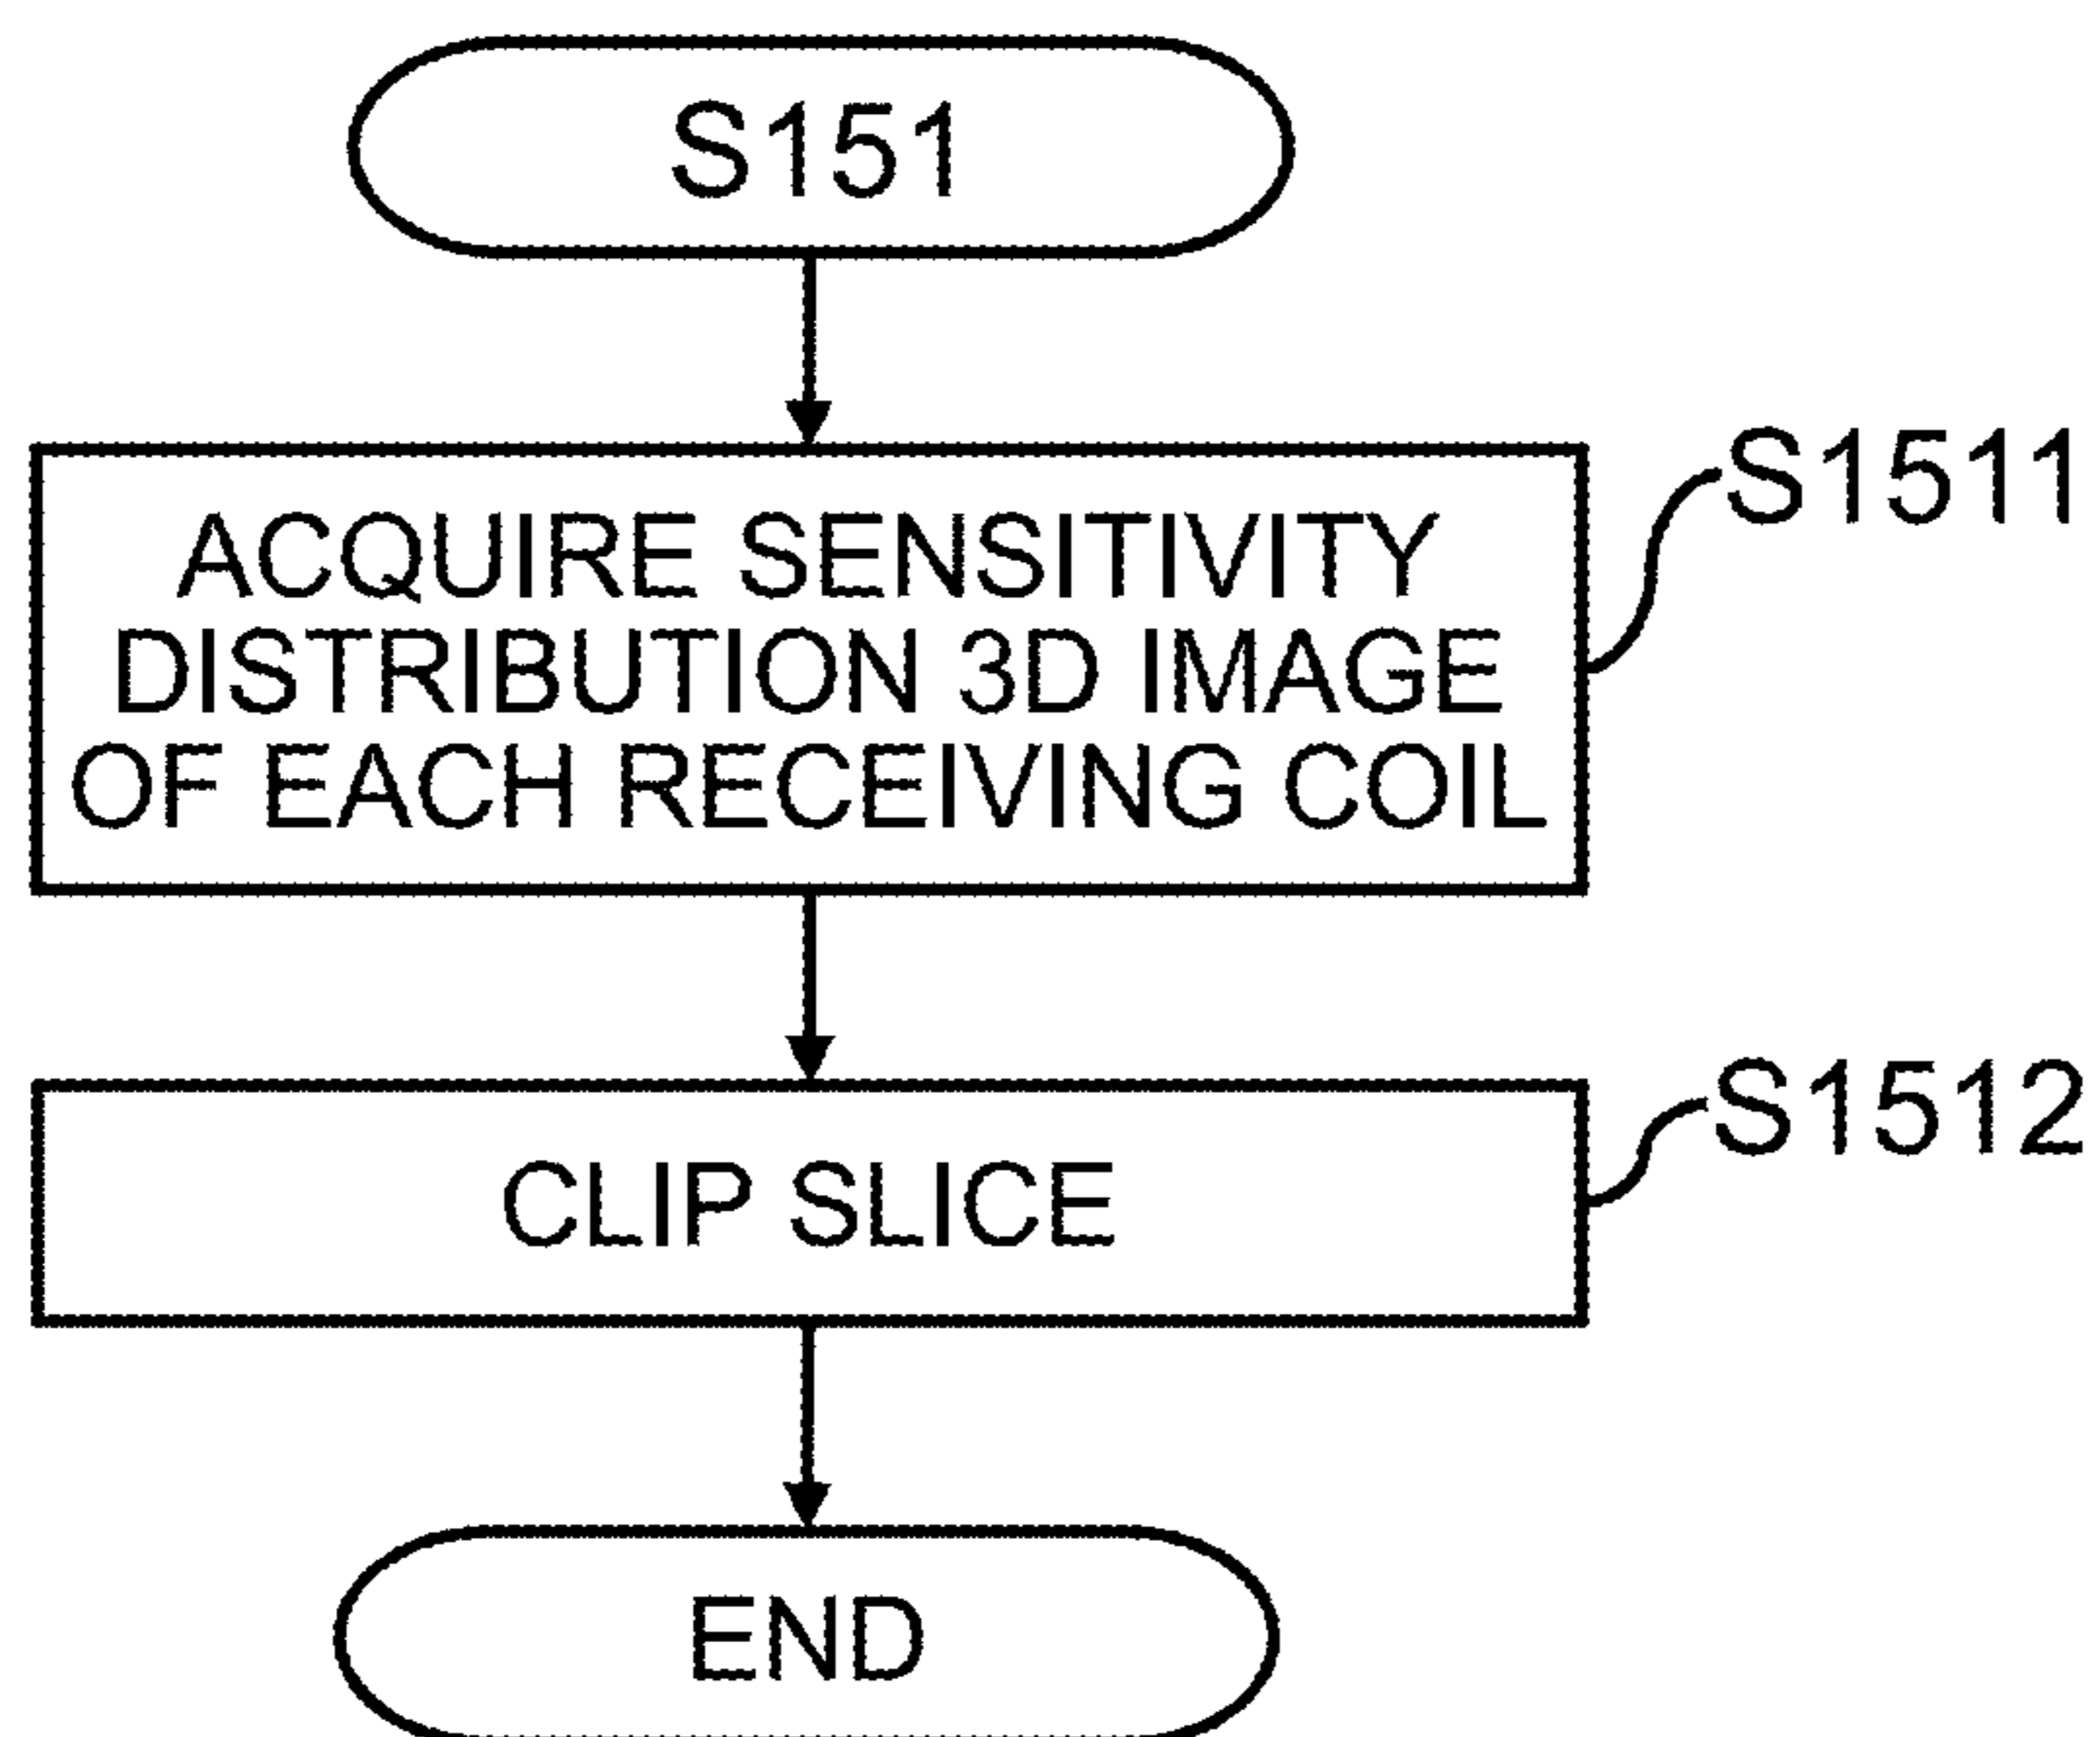 S151
ACQUIRE SENSITIVITY
DISTRIBUTION 3D IMAGE
OF EACH RECEIVING COIL
S1511
CLIP SLICE
S1512
END